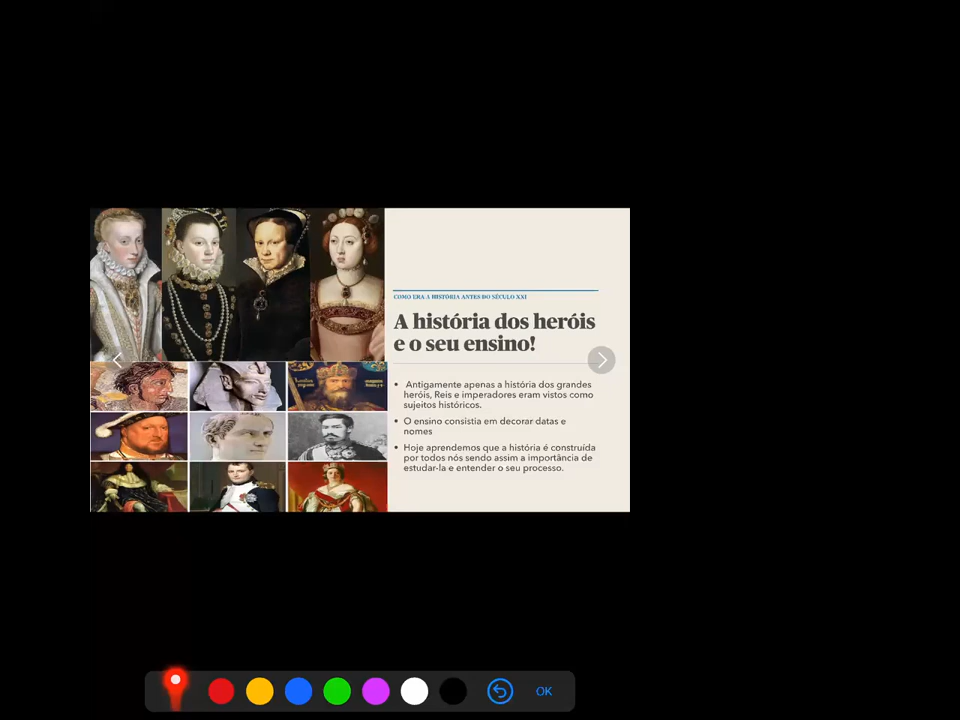 COMO ERA A HISTÓRIA ANTES DO SÉCULO XXI
A história dos heróis
e o seu ensino!
• Antigamente apenas a história dos grandes
heróis, Reis e imperadores eram vistos como
sujeitos históricos.
• O ensino consistia em decorar datas e
nomes
• Hoje aprendemos que a história é construída
por todos nós sendo assim a importância de
estudar-la e entender o seu processo.
OK